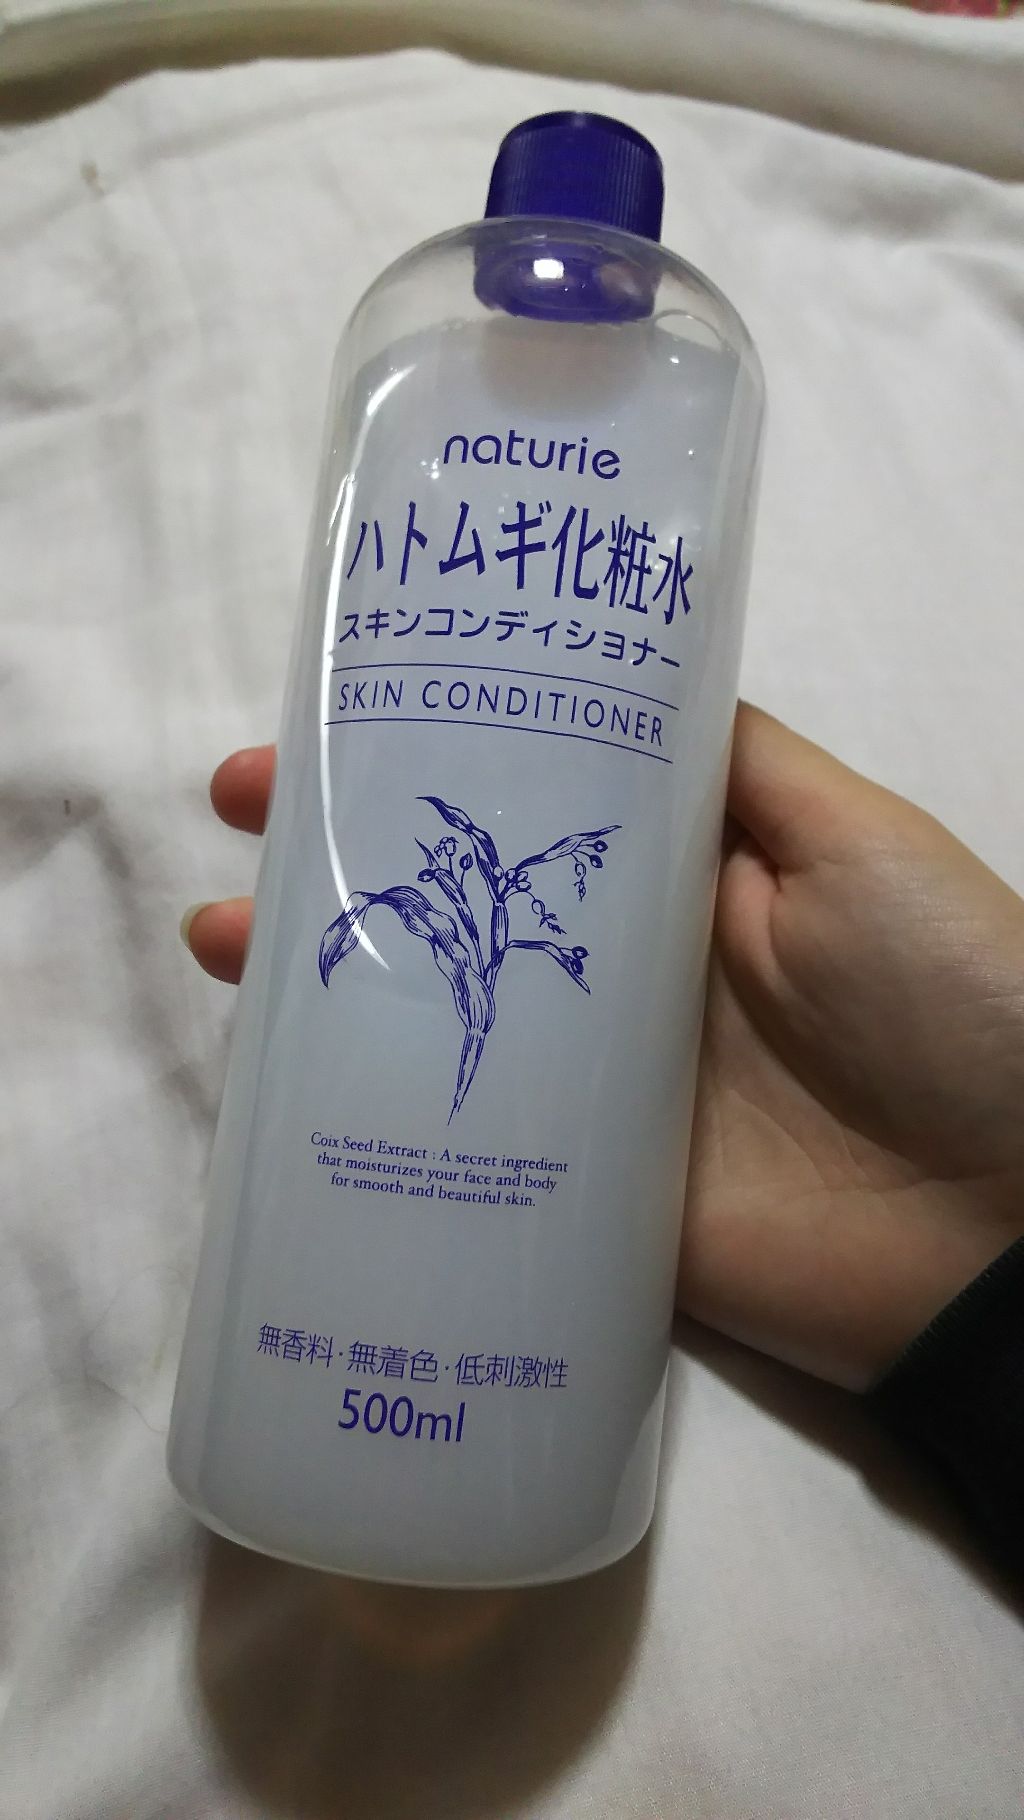 naturie
ハトムギ化粧水
スキンコンディショナー
SKIN CONDITIONER
Coix Seed Extract : A secret ingredient
that moisturizes your face and body
for smooth and beautiful skin.
無香料・無着色・低刺激性
500ml